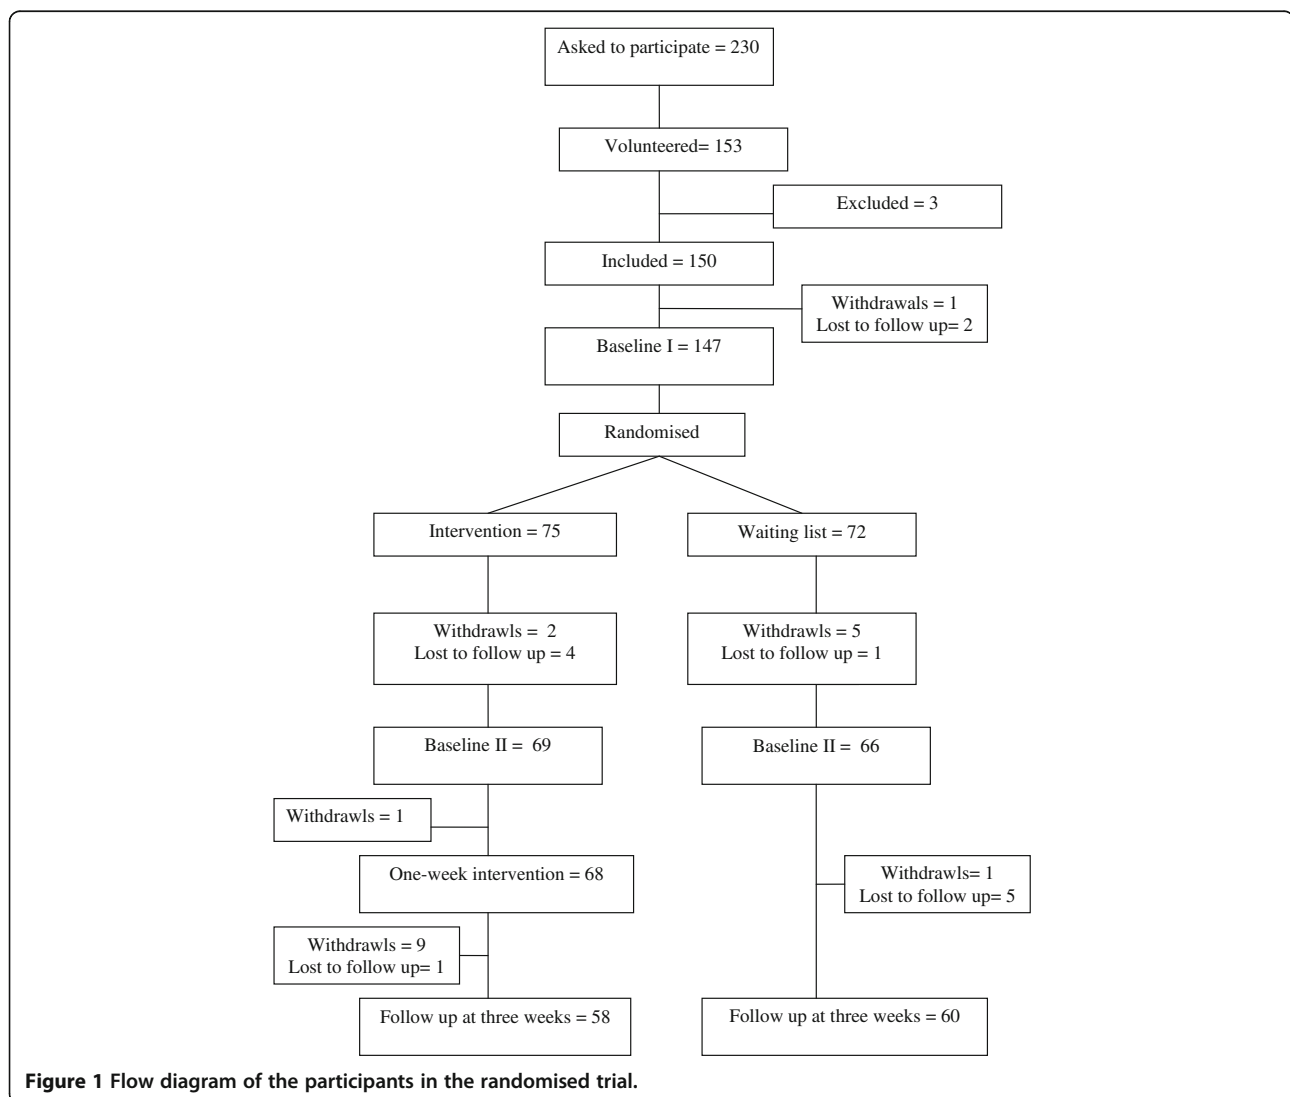 Asked to participate = 230
Volunteered= 153
Excluded = 3
Included = 150
Withdrawals = 1
Lost to follow up= 2
Baseline I = 147
Randomised
Intervention = 75
Waiting list = 72
Withdrawls =  2
Lost to follow up = 4
Withdrawls = 5
Lost to follow up = 1
Baseline II =  69
Baseline II =  66
Withdrawls = 1
One-week intervention = 68
Withdrawls= 1
Lost to follow up= 5
Withdrawls = 9
Lost to follow up= 1
Follow up at three weeks = 58
Follow up at three weeks = 60
Figure 1 Flow diagram of the participants in the randomised trial.